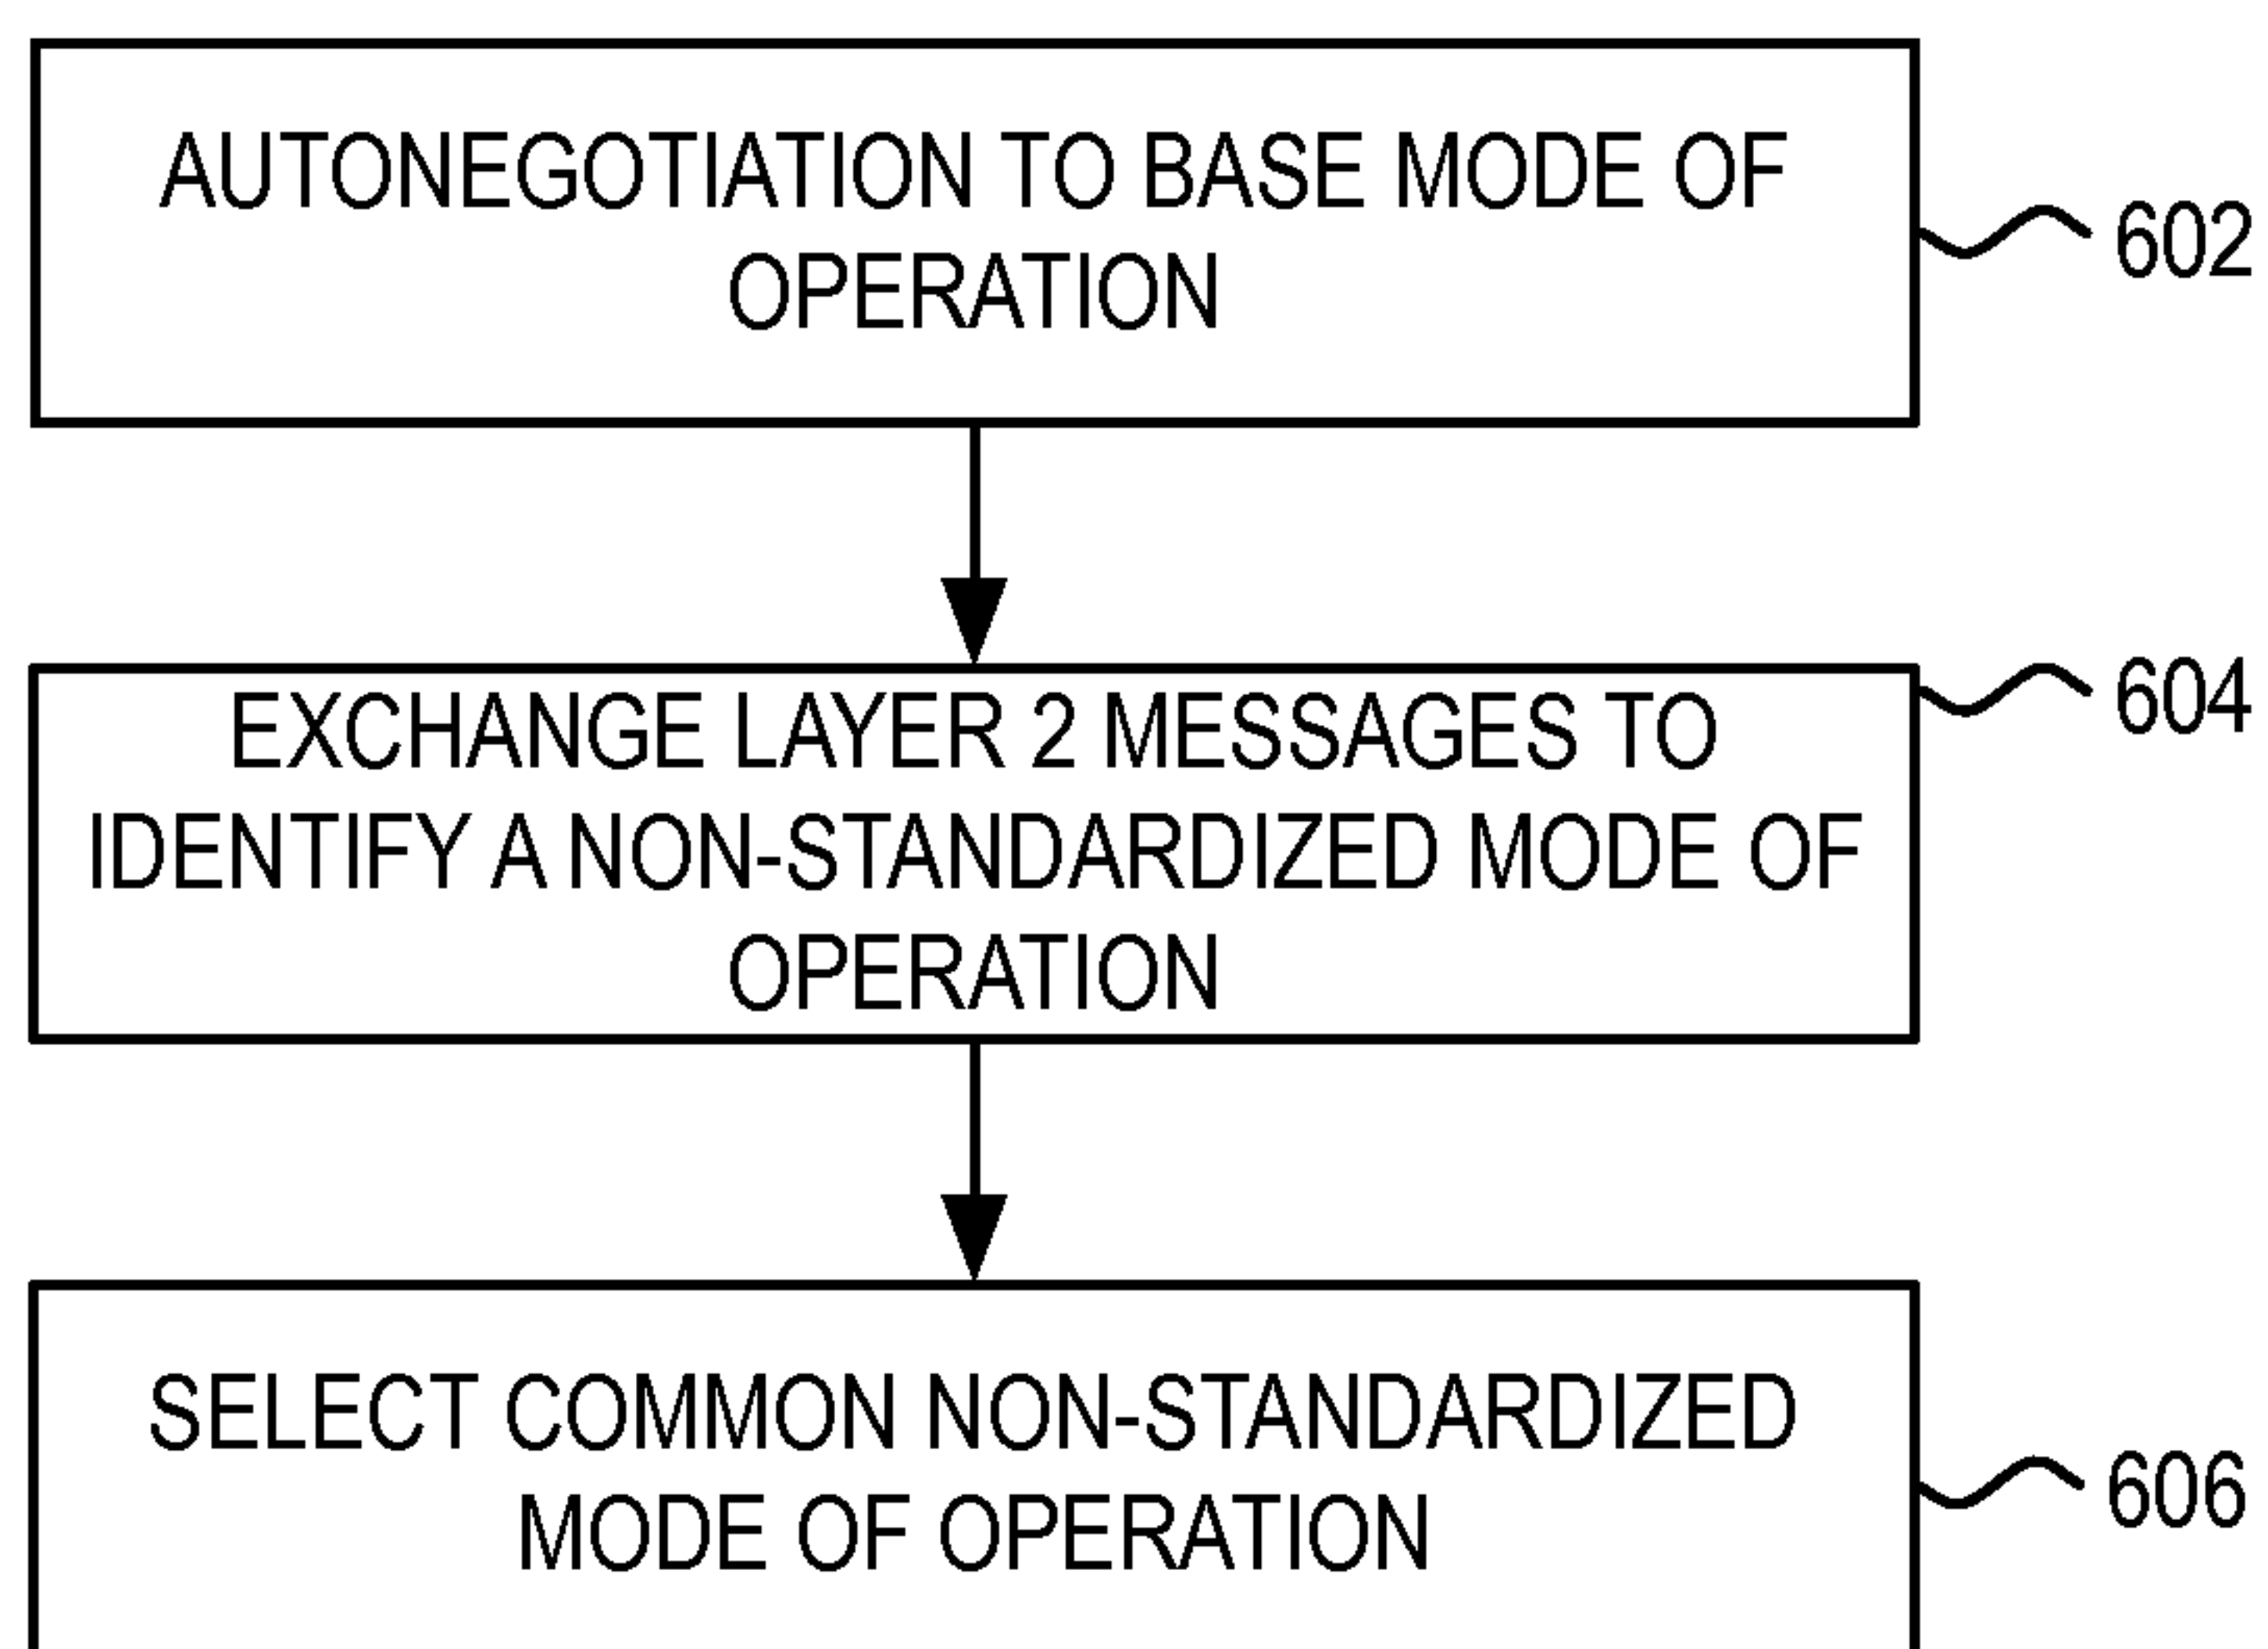 AUTONEGOTIATION TO BASE MODE OF
OPERATION
602
EXCHANGE LAYER 2 MESSAGES TO
IDENTIFY A NON-STANDARDIZED MODE OF
OPERATION
604
SELECT COMMON NON-STANDARDIZED
MODE OF OPERATION
606